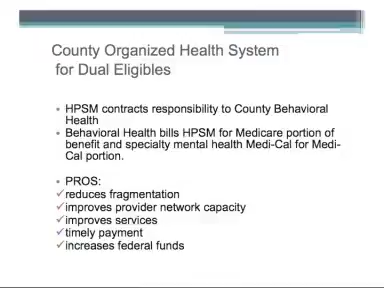 County Organized Health System
for Dual Eligibles
• HPSM contracts responsibility to County Behavioral
Health
• Behavioral Health bills HPSM for Medicare portion of
benefit and specialty mental health Medi-Cal for Medi-
Cal portion.
• PROS:
✓reduces fragmentation
✓improves provider network capacity
✓improves services
✓timely payment
✓increases federal funds